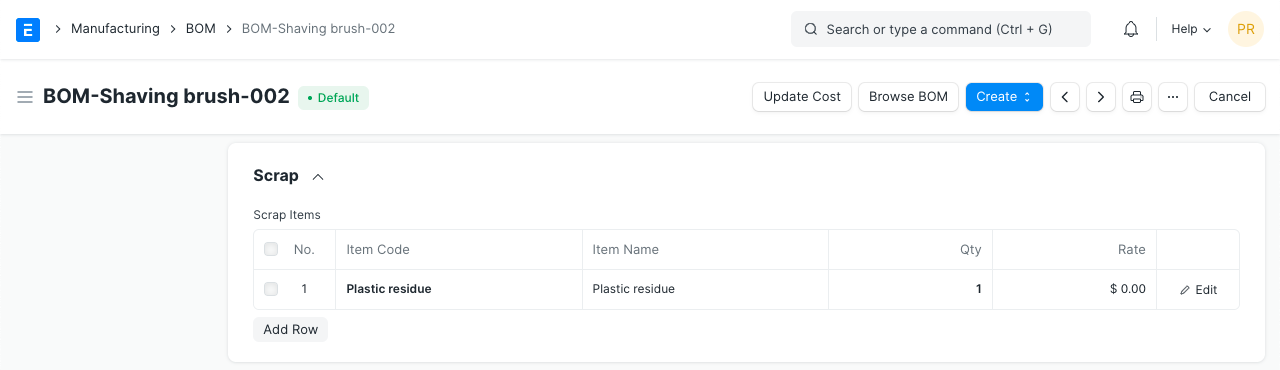 Manufacturing BOM BOM-Shaving brush-002 Search or type a command (Ctrl + G) Help PR
BOM-Shaving brush-002 Default Update Cost Browse BOM Create ... Cancel
Scrap
Scrap Items
No. Item Code Item Name Qty Rate
1 Plastic residue Plastic residue 1 $ 0.00 Edit
Add Row